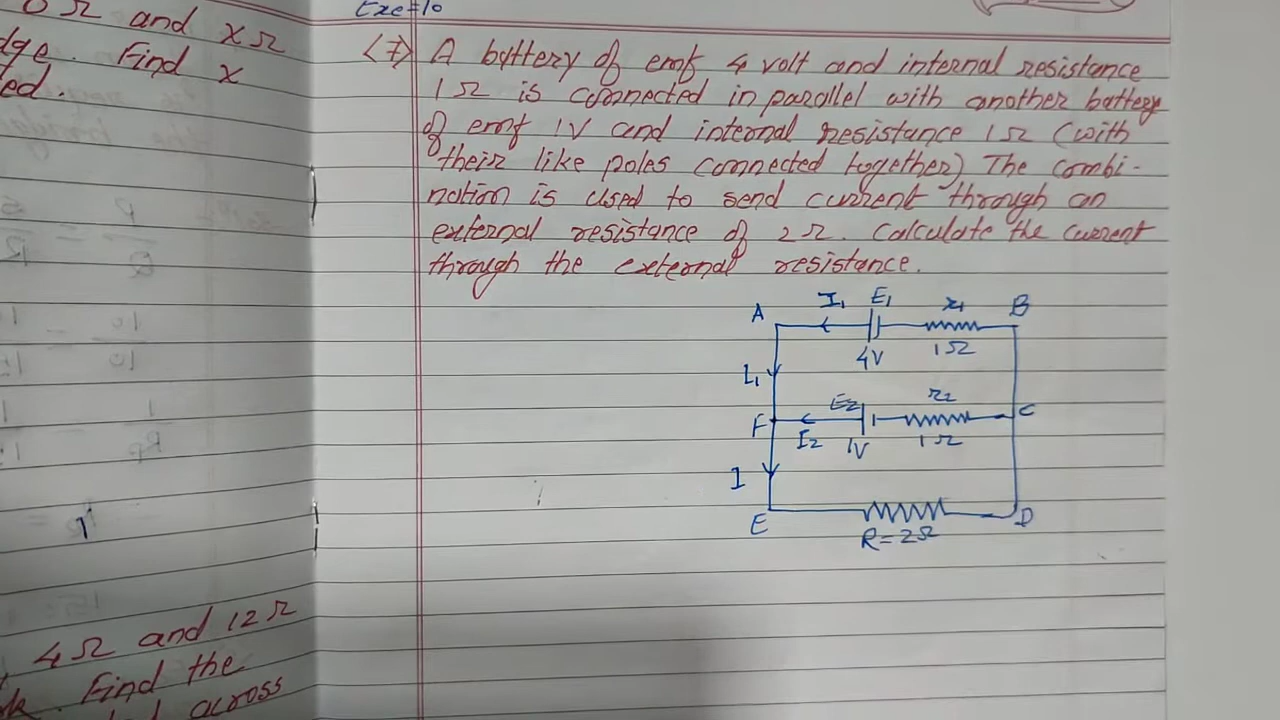 Ω and xΩ
dge. Find x
ed.
Exe=10
(7) A battery of emf 4 volt and internal resistance
1Ω is connected in parallel with another battery
of emf 1V and internal resistance 1Ω (with
their like poles connected together) The combi-
nation is used to send current through an
external resistance of 2Ω. Calculate the current
through the external resistance.
A I₁ E₁ r₁ B
4V 1Ω
I₁
F E₂ r₂ C
I₂ 1V 1Ω
I
E D
R=2Ω
4Ω and 12Ω
Find the
across